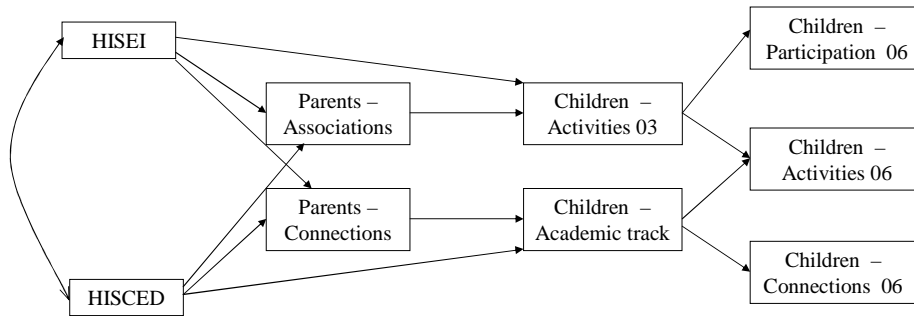 HISEI
HISCED
Parents –
Associations
Parents –
Connections
Children –
Activities 03
Children –
Academic track
Children –
Participation 06
Children –
Activities 06
Children –
Connections 06